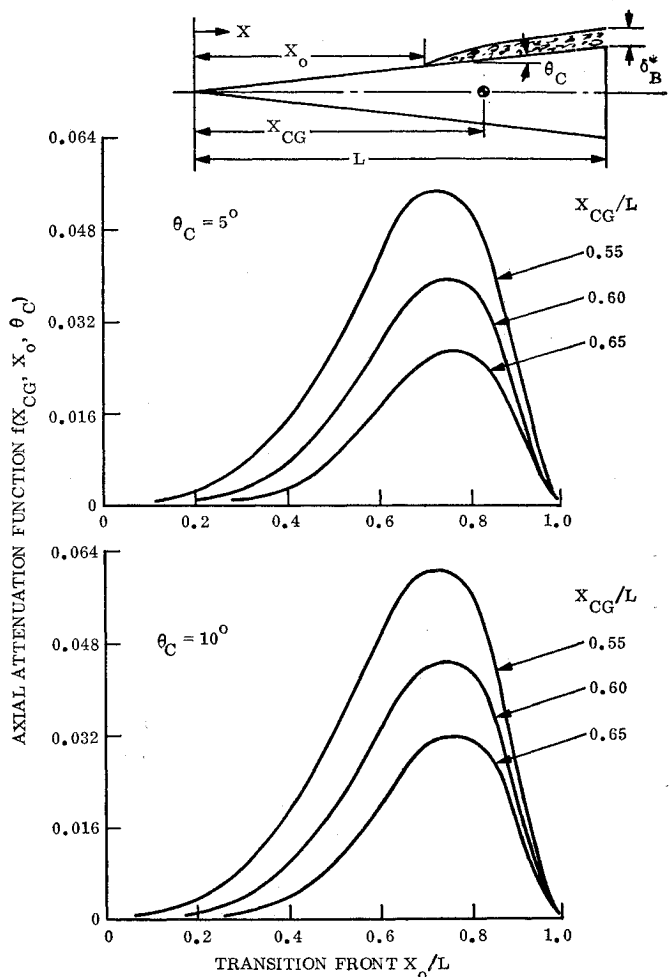 X
X_o
θ_C
δ*_B
X_CG
L
AXIAL ATTENUATION FUNCTION f(X_CG, X_o, θ_C)
0.064
0.048
0.032
0.016
0
θ_C = 5°
X_CG/L
0.55
0.60
0.65
0 0.2 0.4 0.6 0.8 1.0
0.064
0.048
0.032
0.016
0
θ_C = 10°
X_CG/L
0.55
0.60
0.65
0 0.2 0.4 0.6 0.8 1.0
TRANSITION FRONT X_o/L